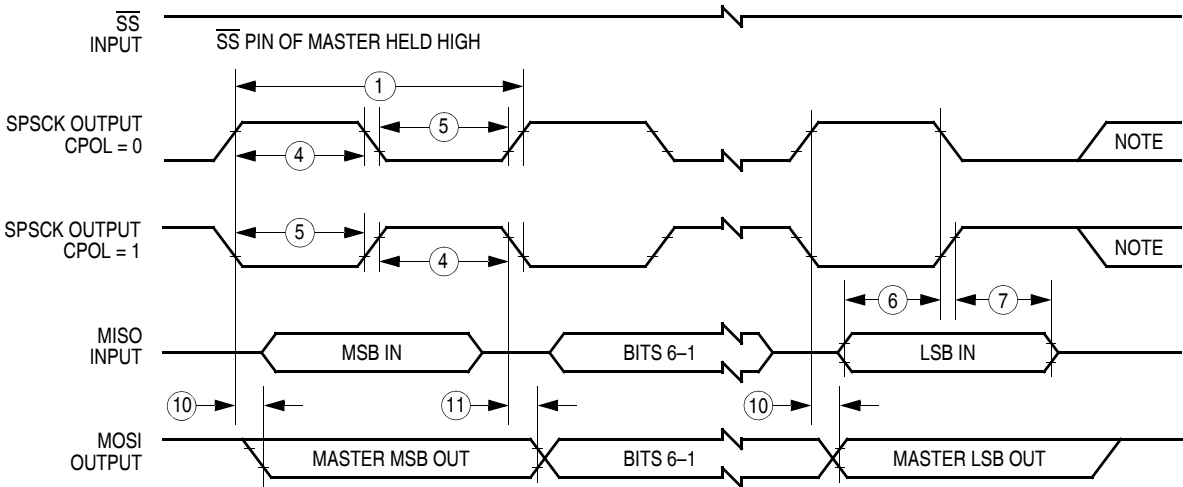 SS
INPUT
SS PIN OF MASTER HELD HIGH
1
SPSCK OUTPUT
CPOL = 0
5
4
NOTE
SPSCK OUTPUT
CPOL = 1
5
4
NOTE
6
7
MISO
INPUT
MSB IN
BITS 6–1
LSB IN
10
11
10
MOSI
OUTPUT
MASTER MSB OUT
BITS 6–1
MASTER LSB OUT